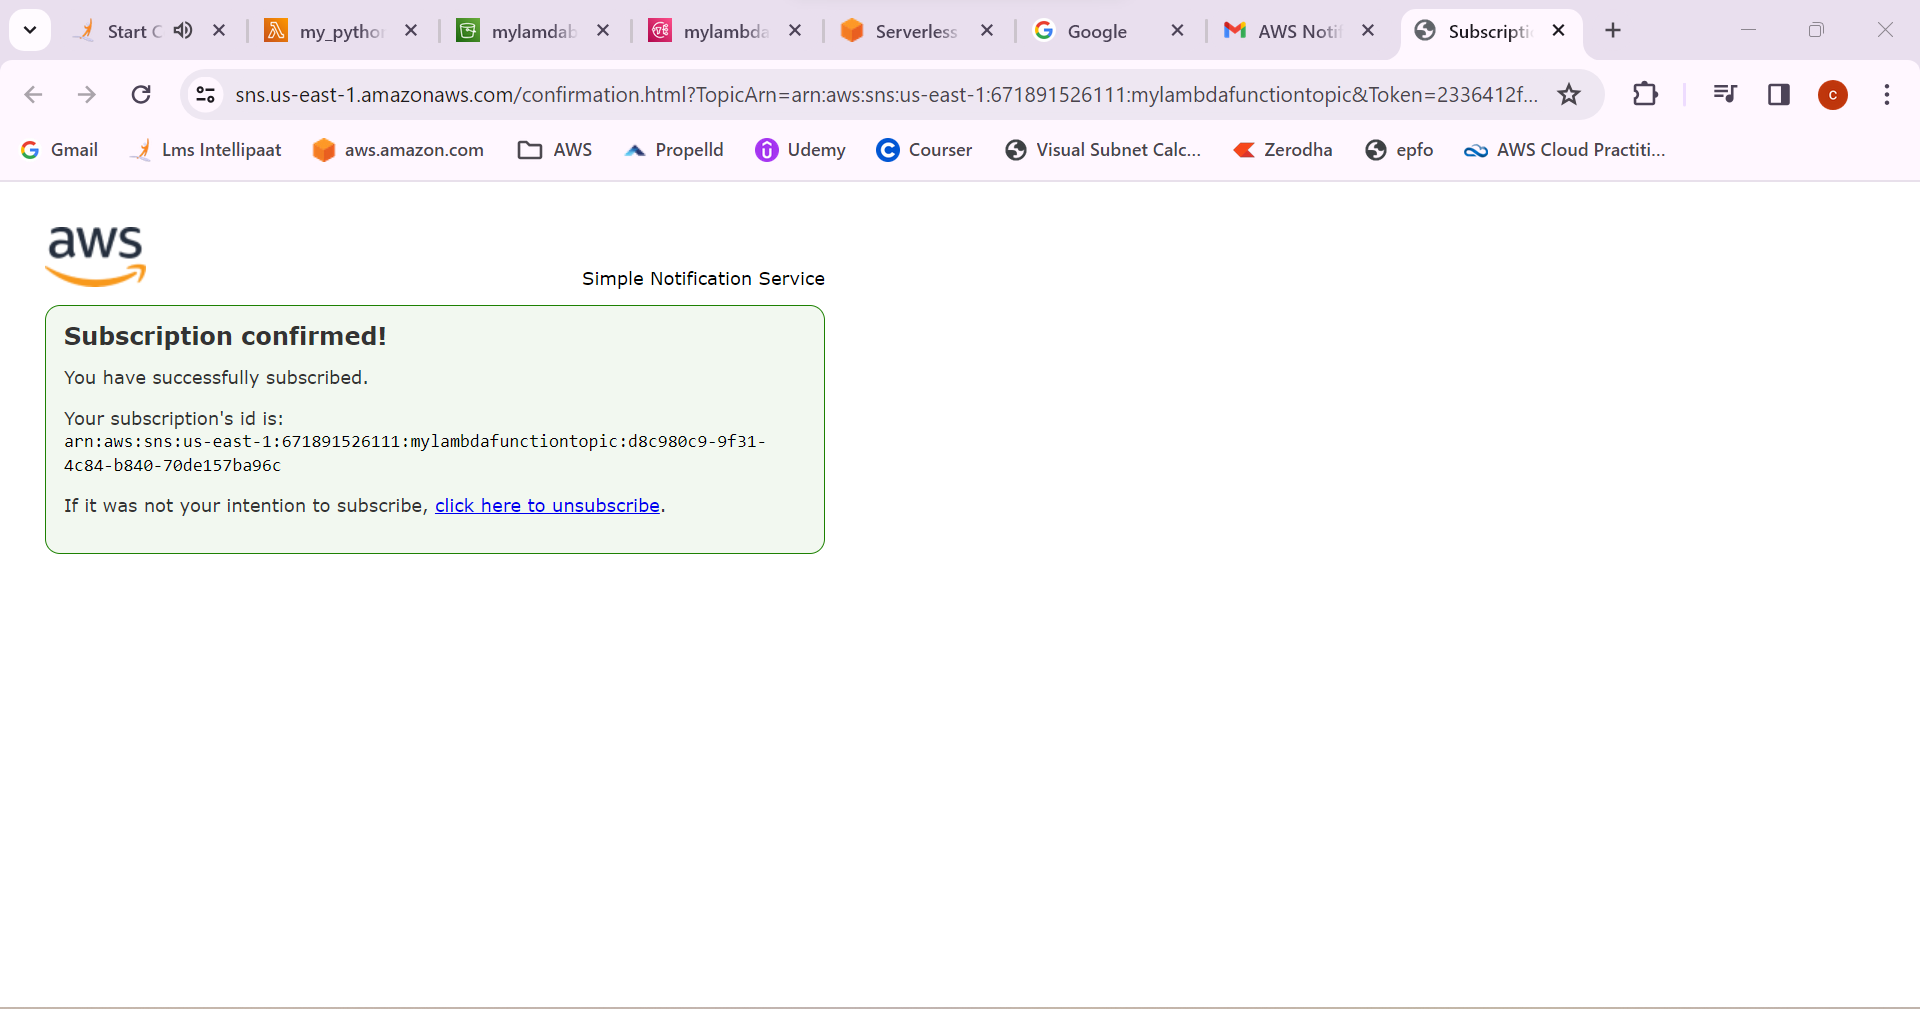 Start C
my_pythor
mylamdab
mylambda
Serverless
Google
AWS Notif
Subscripti
sns.us-east-1.amazonaws.com/confirmation.html?TopicArn=arn:aws:sns:us-east-1:671891526111:mylambdafunctiontopic&Token=2336412f...
C
Gmail
Lms Intellipaat
aws.amazon.com
AWS
Propelld
Udemy
Courser
Visual Subnet Calc...
Zerodha
epfo
AWS Cloud Practiti...
aws
Simple Notification Service
Subscription confirmed!
You have successfully subscribed.
Your subscription's id is:
arn:aws:sns:us-east-1:671891526111:mylambdafunctiontopic:d8c980c9-9f31-
4c84-b840-70de157ba96c
If it was not your intention to subscribe, click here to unsubscribe.